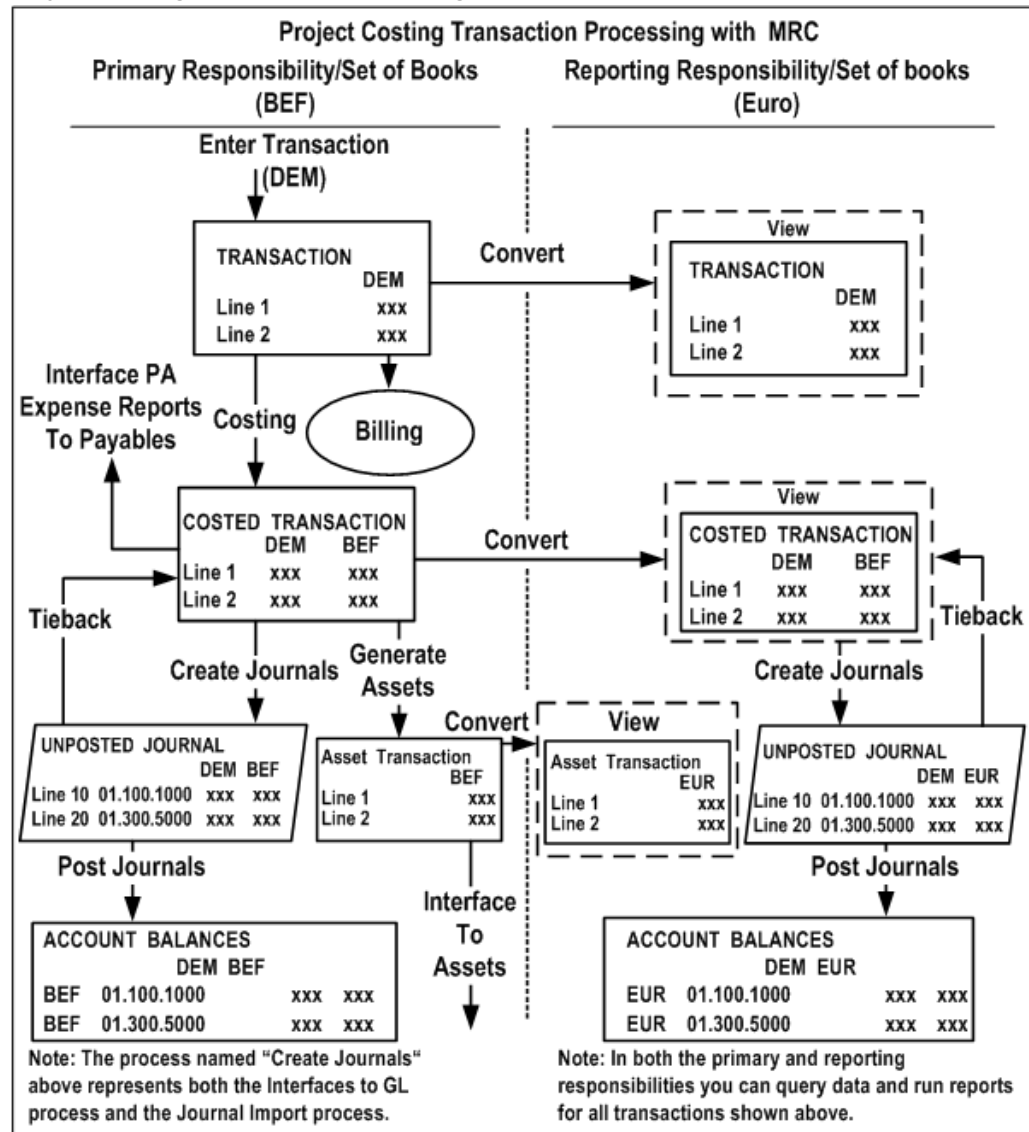 Project Costing Transaction Processing with MRC
Primary Responsibility/Set of Books
(BEF)
Reporting Responsibility/Set of books
(Euro)
Enter Transaction
(DEM)
TRANSACTION
DEM
Line 1 xxx
Line 2 xxx
Convert
View
TRANSACTION
DEM
Line 1 xxx
Line 2 xxx
Interface PA
Expense Reports
To Payables
Costing
Billing
COSTED TRANSACTION
DEM BEF
Line 1 xxx xxx
Line 2 xxx xxx
Convert
View
COSTED TRANSACTION
DEM BEF
Line 1 xxx xxx
Line 2 xxx xxx
Tieback
Create Journals
Generate
Assets
Create Journals
Tieback
UNPOSTED JOURNAL
DEM BEF
Line 10 01.100.1000 xxx xxx
Line 20 01.300.5000 xxx xxx
Asset Transaction
BEF
Line 1 xxx
Line 2 xxx
Convert
View
Asset Transaction
EUR
Line 1 xxx
Line 2 xxx
UNPOSTED JOURNAL
DEM EUR
Line 10 01.100.1000 xxx xxx
Line 20 01.300.5000 xxx xxx
Post Journals
Interface
To
Assets
Post Journals
ACCOUNT BALANCES
DEM BEF
BEF 01.100.1000 xxx xxx
BEF 01.300.5000 xxx xxx
ACCOUNT BALANCES
DEM EUR
EUR 01.100.1000 xxx xxx
EUR 01.300.5000 xxx xxx
Note: The process named “Create Journals“
above represents both the Interfaces to GL
process and the Journal Import process.
Note: In both the primary and reporting
responsibilities you can query data and run reports
for all transactions shown above.